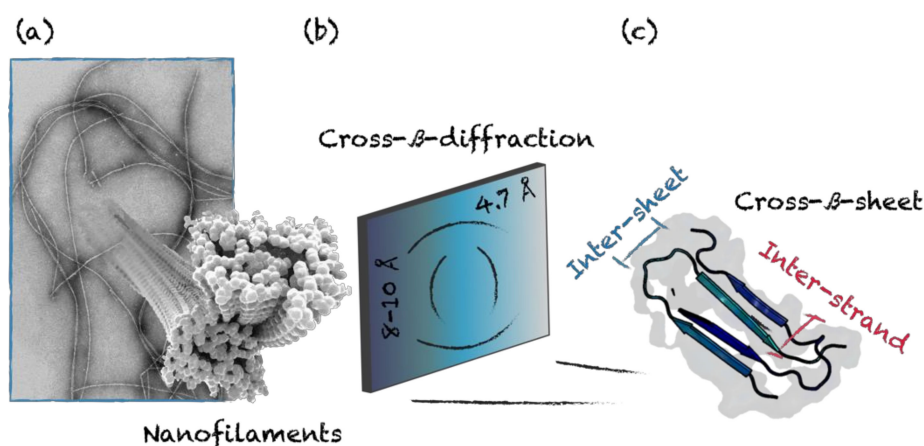 (a)
(b)
(c)
Cross-β-diffraction
4.7 Å
8-10 Å
Inter-sheet
Cross-β-sheet
Inter-strand
Nanofilaments